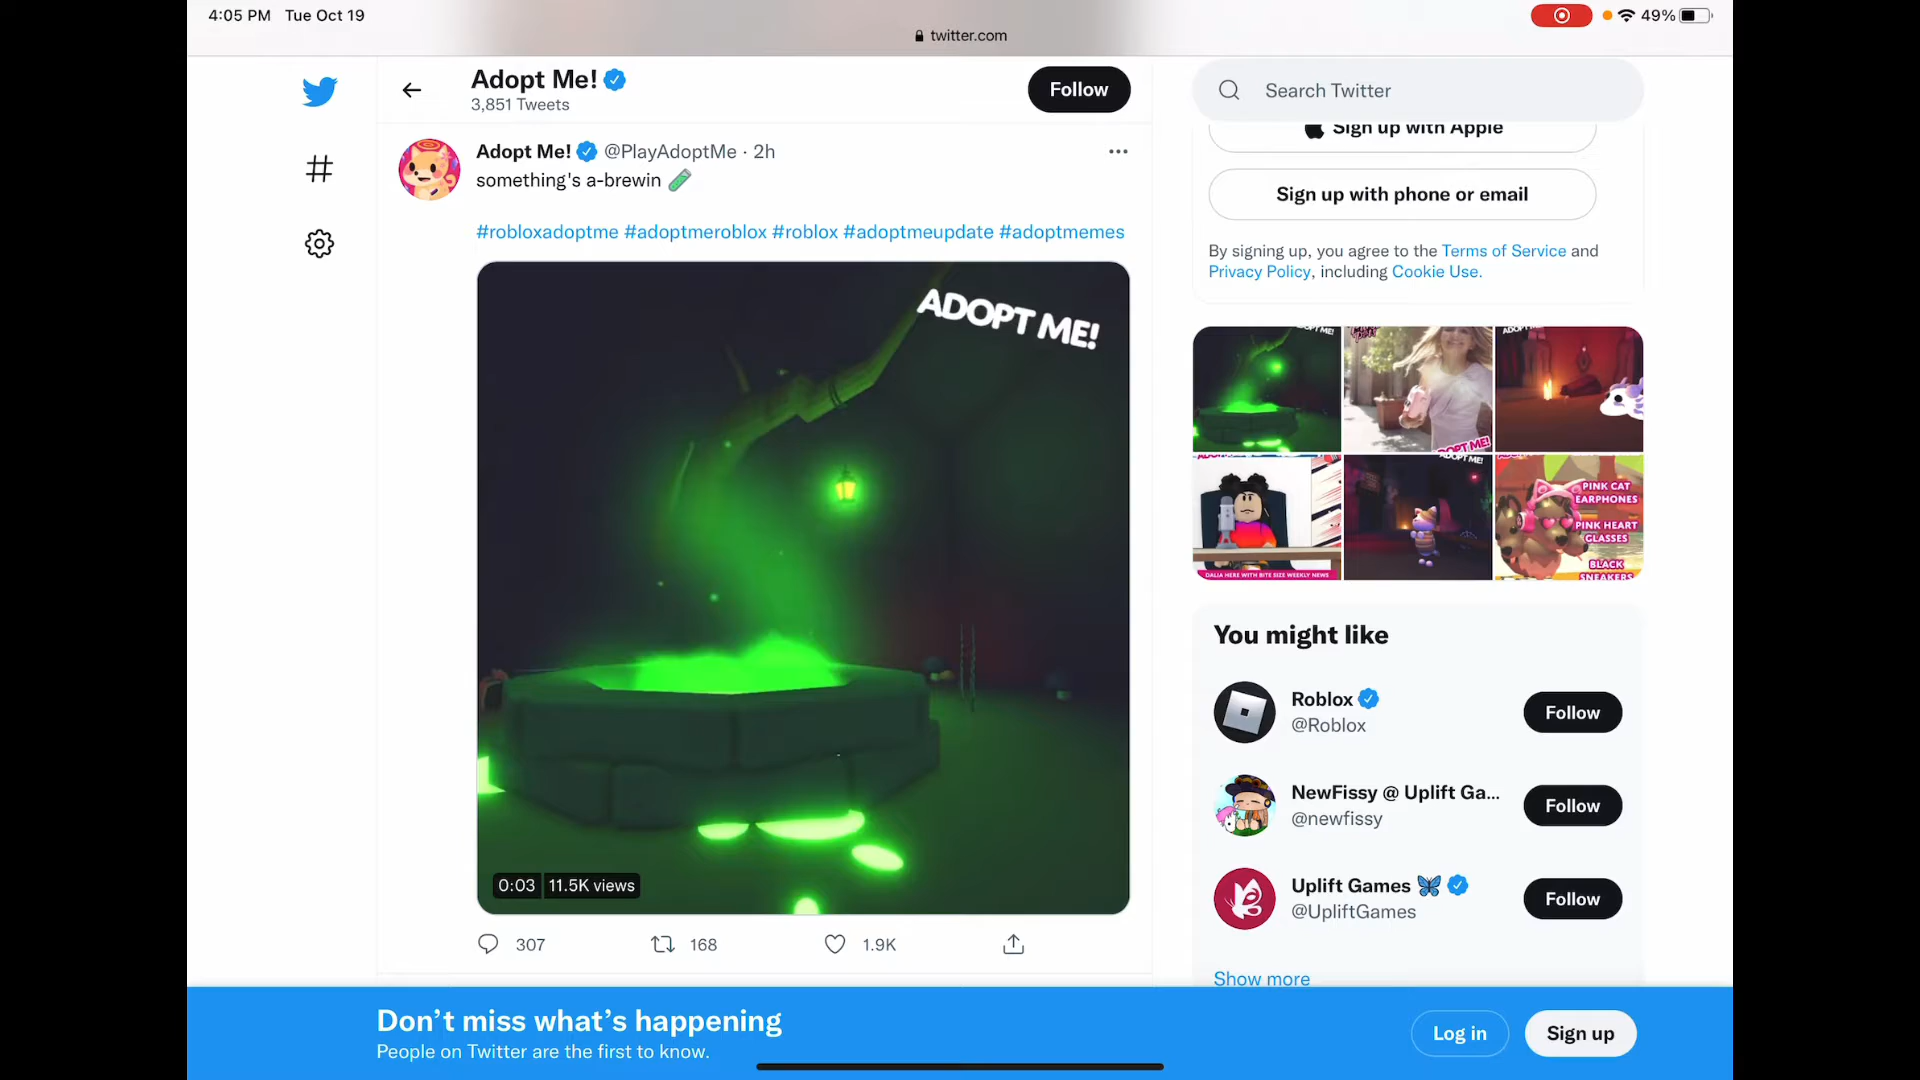 4:05 PM Tue Oct 19
49%
twitter.com
Adopt Me!
3,851 Tweets
Follow
Search Twitter
Sign up with Apple
Sign up with phone or email
By signing up, you agree to the Terms of Service and
Privacy Policy, including Cookie Use.
Adopt Me! @PlayAdoptMe · 2h
something's a-brewin
#robloxadoptme #adoptmeroblox #roblox #adoptmeupdate #adoptmemes
ADOPT ME!
0:03 11.5K views
307 168 1.9K
ADOPT ME!
ADOPT ME!
DALIA HERE WITH BITE SIZE WEEKLY NEWS
PINK CAT
EARPHONES
PINK HEART
GLASSES
BLACK
SNEAKERS
You might like
Roblox
@Roblox
Follow
NewFissy @ Uplift Ga...
@newfissy
Follow
Uplift Games
@UpliftGames
Follow
Show more
Don't miss what's happening
People on Twitter are the first to know.
Log in
Sign up